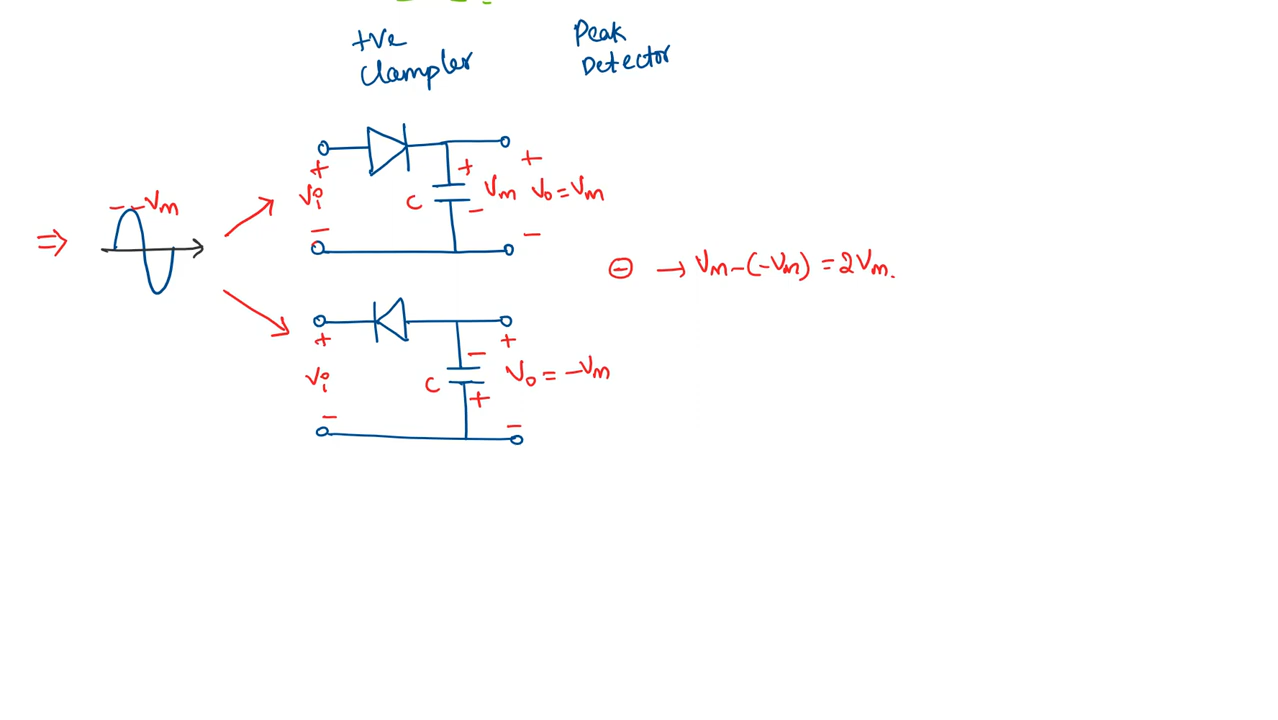 +ve
Clampler
Peak
Detector
Vm
+
Vi
-
+
C
-
Vm
+
Vo = Vm
-
⊖ → Vm-(-Vm) = 2Vm.
⇒
+
Vi
-
-
C
+
+
Vo = -Vm
-